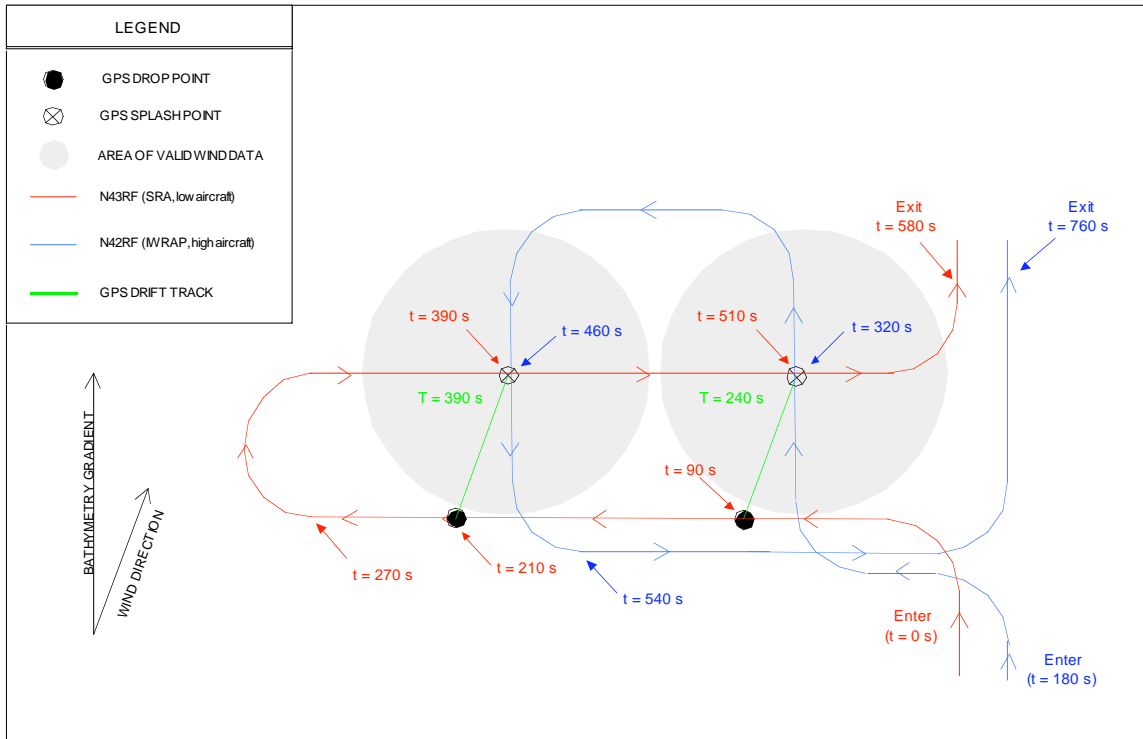 LEGEND
GPS DROP POINT
GPS SPLASH POINT
AREA OF VALID WIND DATA
N43RF (SRA, low aircraft)
N42RF (IWRAP, high aircraft)
GPS DRIFT TRACK
Exit
t = 580 s
Exit
t = 760 s
t = 390 s
t = 460 s
t = 510 s
t = 320 s
T = 390 s
T = 240 s
t = 90 s
BATHYMETRY GRADIENT
WIND DIRECTION
t = 270 s
t = 210 s
t = 540 s
Enter
(t = 0 s)
Enter
(t = 180 s)